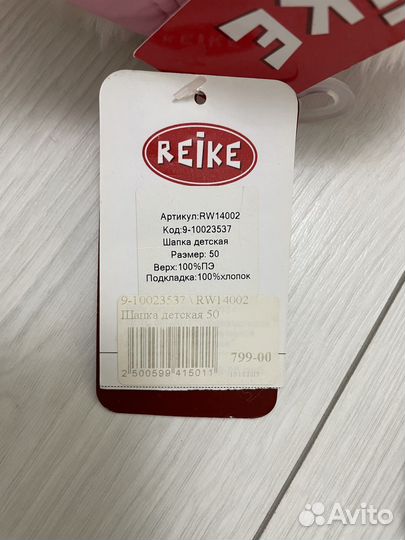 IKE
REIKE
Артикул:RW14002
Код:9-10023537
Шапка детская
Размер: 50
Верх:100%ПЭ
Подкладка:100%хлопок
9-10023537 \ RW14002
Шапка детская 50
799-00
2 500599 415011
Avito